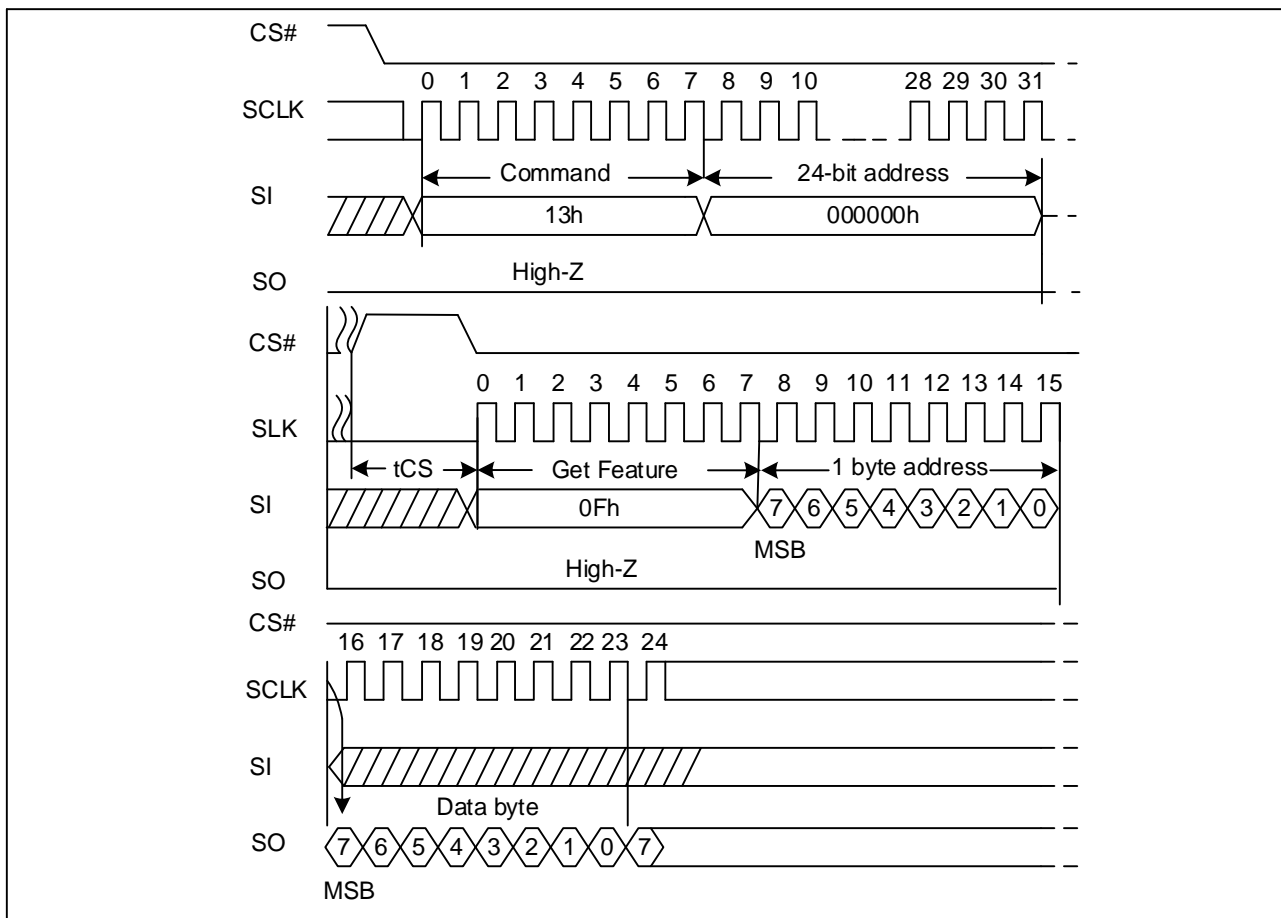 CS#
0 1 2 3 4 5 6 7 8 9 10 28 29 30 31
SCLK
Command 24-bit address
SI
13h 000000h
High-Z
SO
CS#
0 1 2 3 4 5 6 7 8 9 10 11 12 13 14 15
SLK
tCS Get Feature 1 byte address
SI
0Fh 7 6 5 4 3 2 1 0
MSB
High-Z
SO
CS#
16 17 18 19 20 21 22 23 24
SCLK
SI
Data byte
SO 7 6 5 4 3 2 1 0 7
MSB